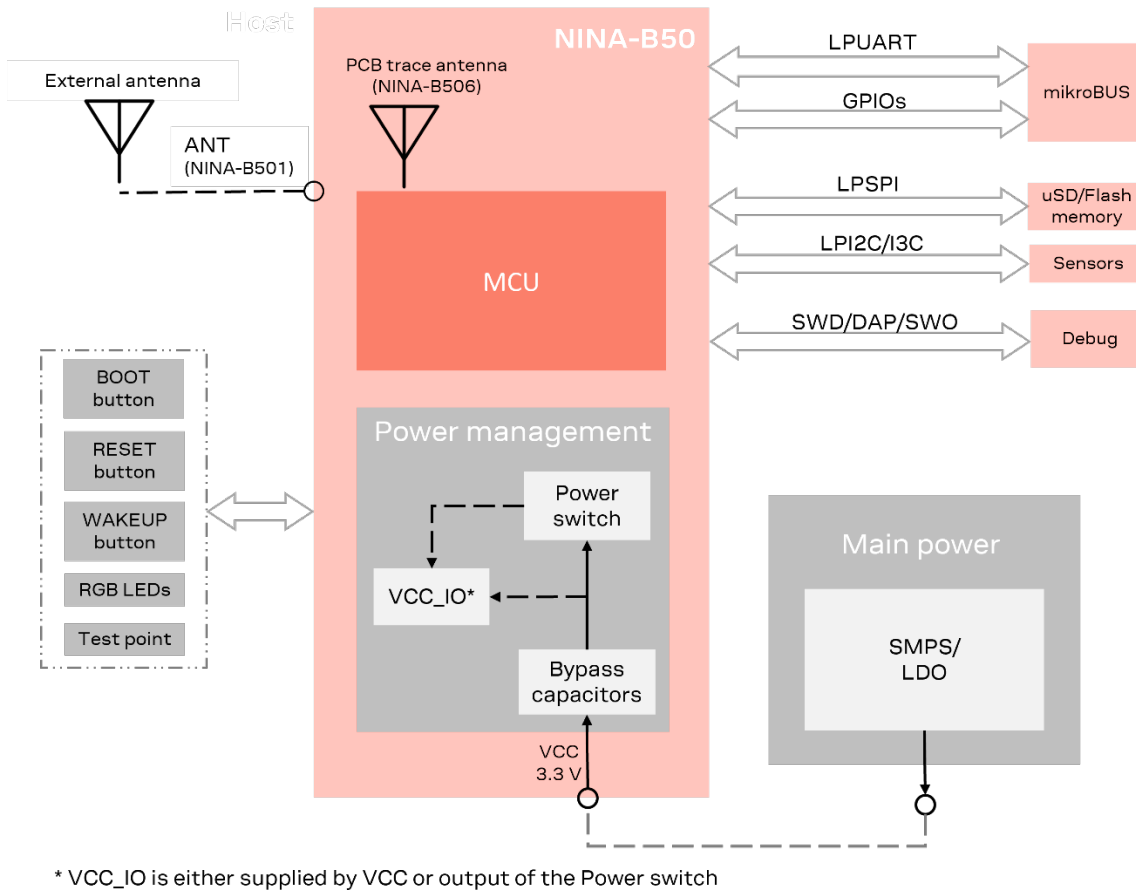 Host
NINA-B50
External antenna
ANT
(NINA-B501)
PCB trace antenna
(NINA-B506)
MCU
LPUART
GPIOs
mikroBUS
LPSPI
uSD/Flash
memory
LPI2C/I3C
Sensors
SWD/DAP/SWO
Debug
BOOT
button
RESET
button
WAKEUP
button
RGB LEDs
Test point
Power management
Power
switch
VCC_IO*
Bypass
capacitors
VCC
3.3 V
Main power
SMPS/
LDO
* VCC_IO is either supplied by VCC or output of the Power switch